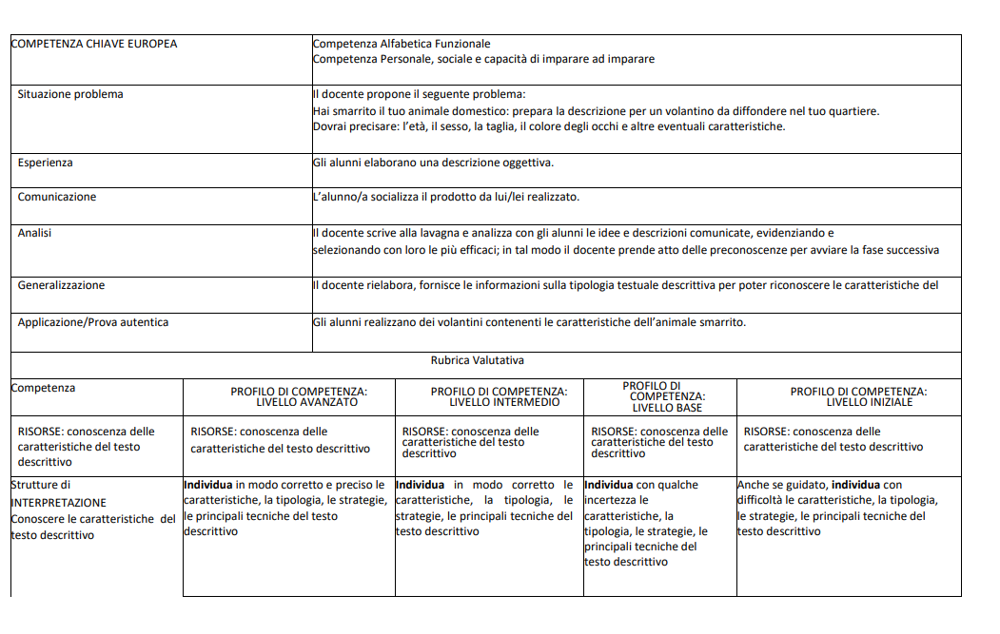 COMPETENZA CHIAVE EUROPEA
Competenza Alfabetica Funzionale
Competenza Personale, sociale e capacità di imparare ad imparare
Situazione problema
Il docente propone il seguente problema:
Hai smarrito il tuo animale domestico: prepara la descrizione per un volantino da diffondere nel tuo quartiere.
Dovrai precisare: l’età, il sesso, la taglia, il colore degli occhi e altre eventuali caratteristiche.
Esperienza
Gli alunni elaborano una descrizione oggettiva.
Comunicazione
L’alunno/a socializza il prodotto da lui/lei realizzato.
Analisi
Il docente scrive alla lavagna e analizza con gli alunni le idee e descrizioni comunicate, evidenziando e
selezionando con loro le più efficaci; in tal modo il docente prende atto delle preconoscenze per avviare la fase successiva
Generalizzazione
Il docente rielabora, fornisce le informazioni sulla tipologia testuale descrittiva per poter riconoscere le caratteristiche del
Applicazione/Prova autentica
Gli alunni realizzano dei volantini contenenti le caratteristiche dell’animale smarrito.
Rubrica Valutativa
Competenza
PROFILO DI COMPETENZA:
LIVELLO AVANZATO
PROFILO DI COMPETENZA:
LIVELLO INTERMEDIO
PROFILO DI
COMPETENZA:
LIVELLO BASE
PROFILO DI COMPETENZA:
LIVELLO INIZIALE
RISORSE: conoscenza delle
caratteristiche del testo
descrittivo
RISORSE: conoscenza delle
caratteristiche del testo descrittivo
RISORSE: conoscenza delle
caratteristiche del testo
descrittivo
RISORSE: conoscenza delle
caratteristiche del testo
descrittivo
RISORSE: conoscenza delle
caratteristiche del testo descrittivo
Strutture di
INTERPRETAZIONE
Conoscere le caratteristiche del
testo descrittivo
Individua in modo corretto e preciso le
caratteristiche, la tipologia, le strategie,
le principali tecniche del testo
descrittivo
Individua in modo corretto le
caratteristiche, la tipologia, le
strategie, le principali tecniche del
testo descrittivo
Individua con qualche
incertezza le
caratteristiche, la
tipologia, le strategie, le
principali tecniche del
testo descrittivo
Anche se guidato, individua con
difficoltà le caratteristiche, la tipologia,
le strategie, le principali tecniche del
testo descrittivo